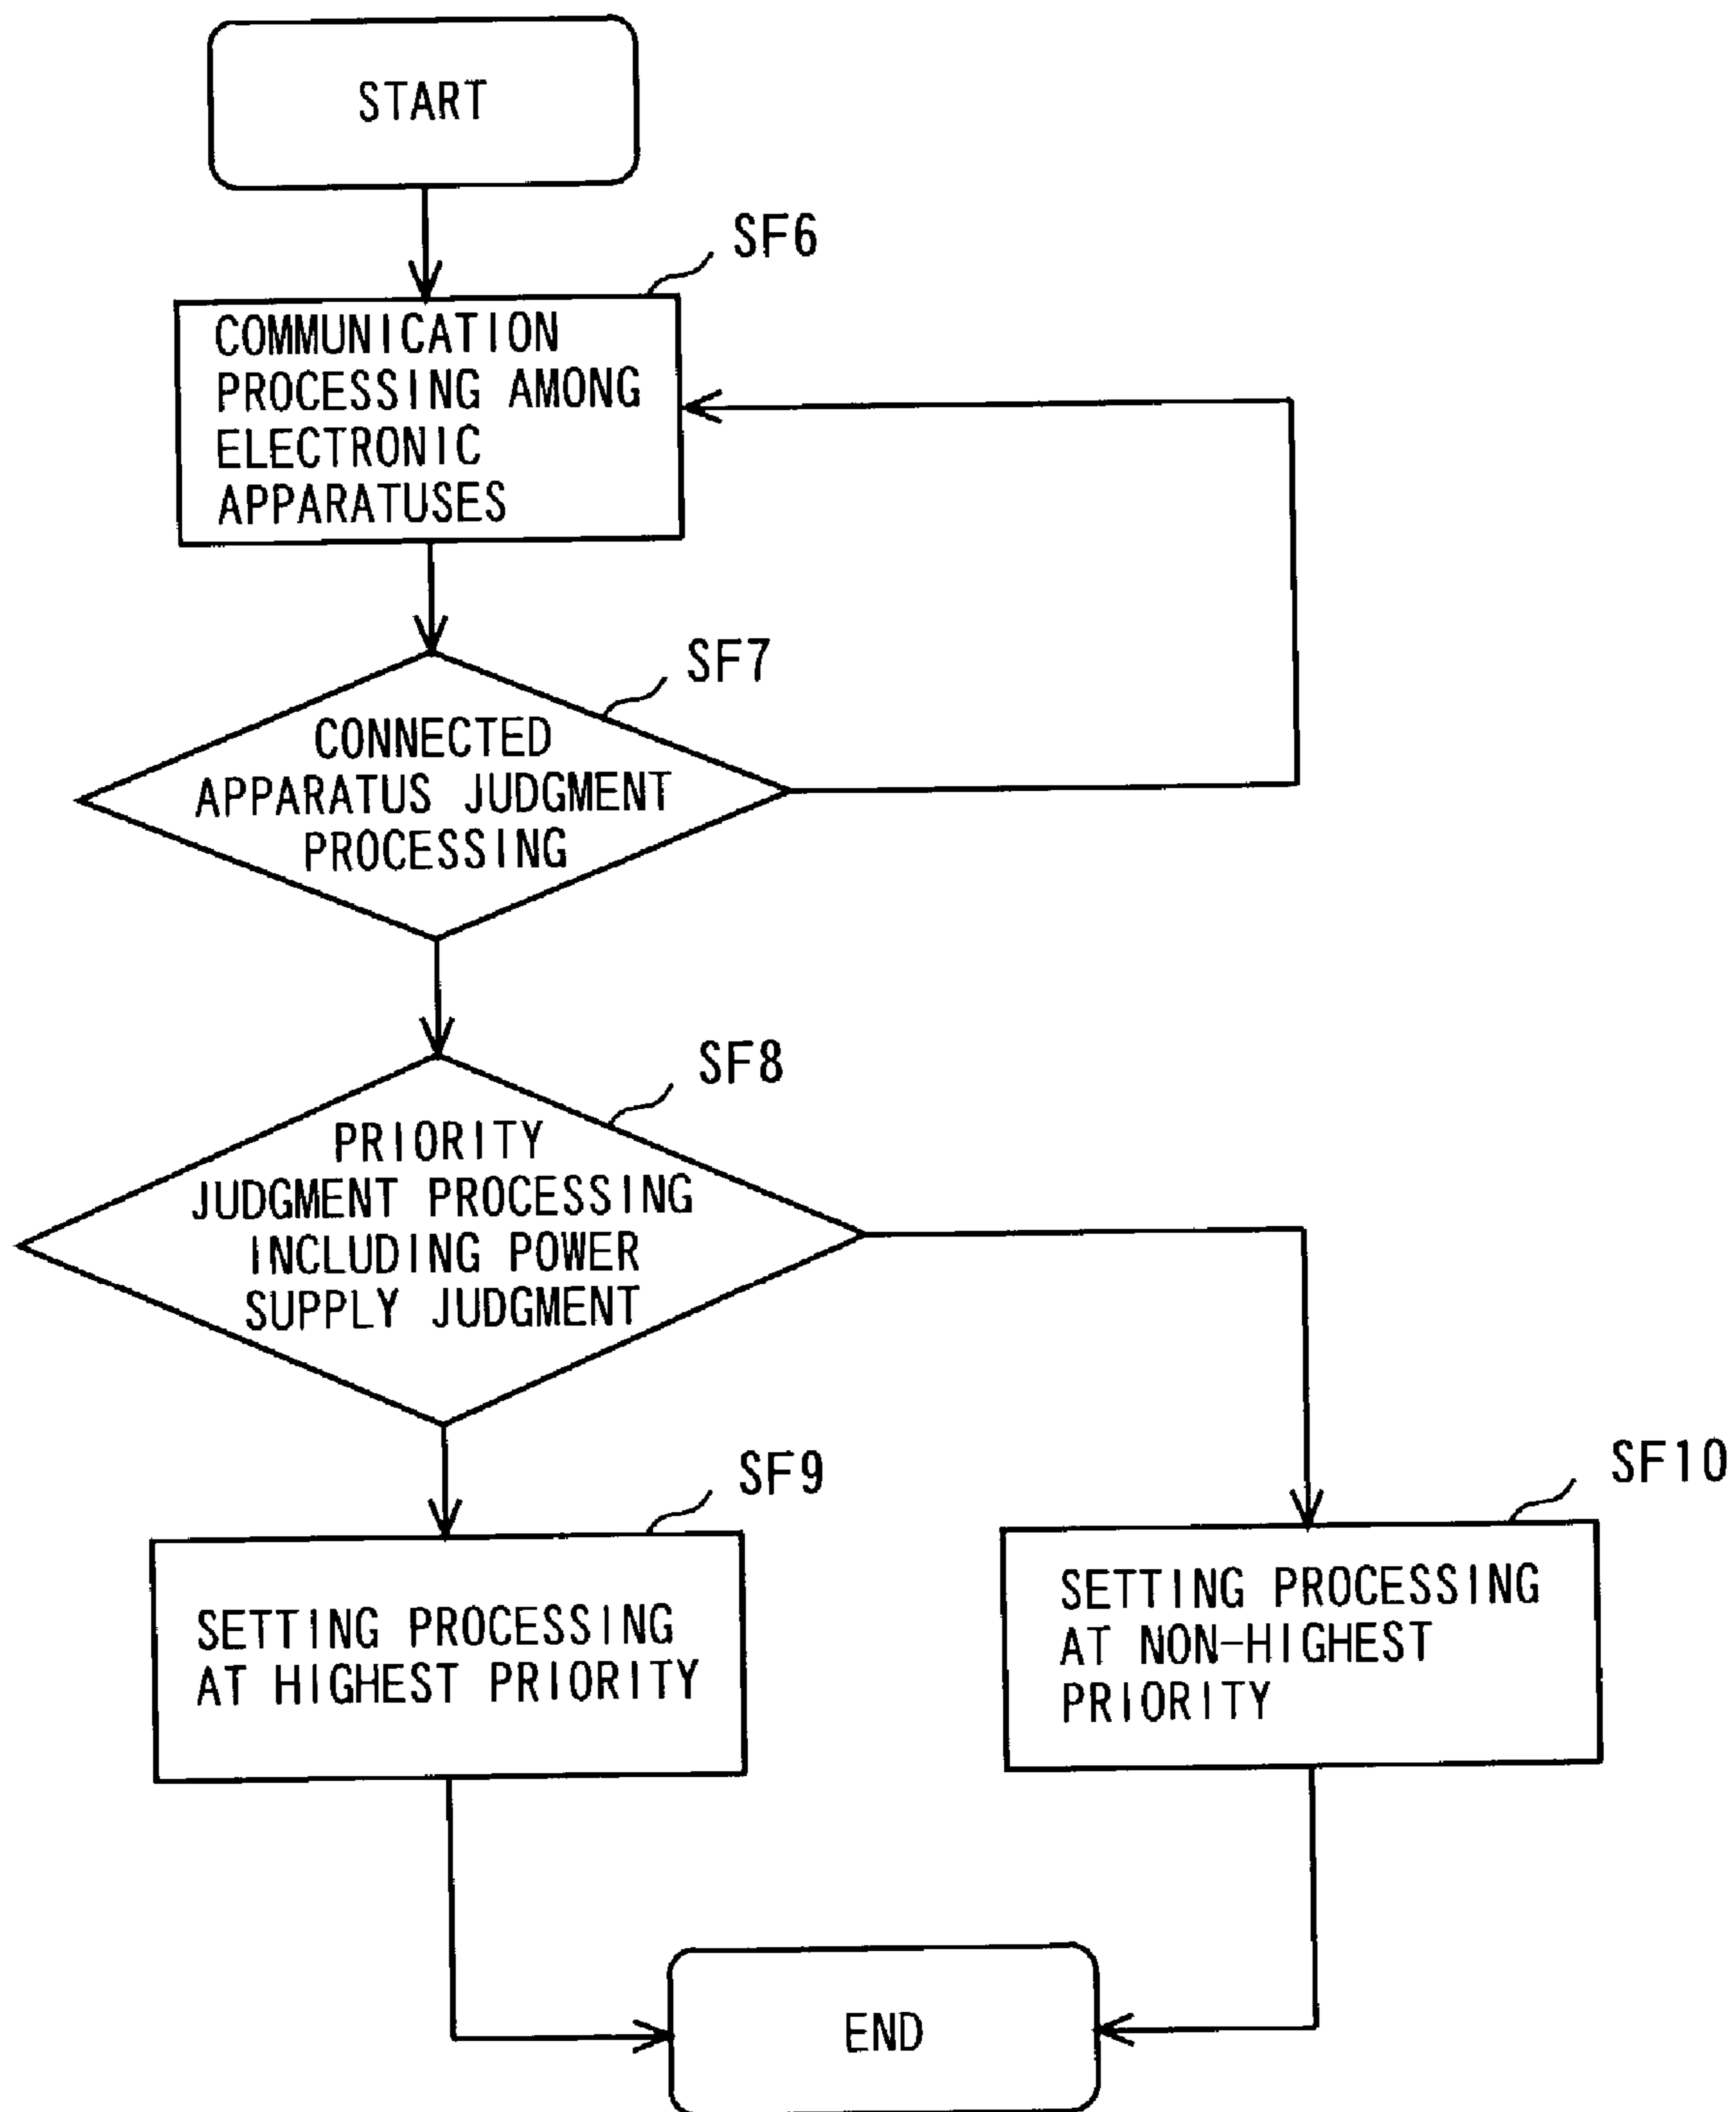 START
SF6
COMMUNICATION
PROCESSING AMONG
ELECTRONIC
APPARATUSES
SF7
CONNECTED
APPARATUS JUDGMENT
PROCESSING
SF8
PRIORITY
JUDGMENT PROCESSING
INCLUDING POWER
SUPPLY JUDGMENT
SF9
SETTING PROCESSING
AT HIGHEST PRIORITY
SF10
SETTING PROCESSING
AT NON-HIGHEST
PRIORITY
END